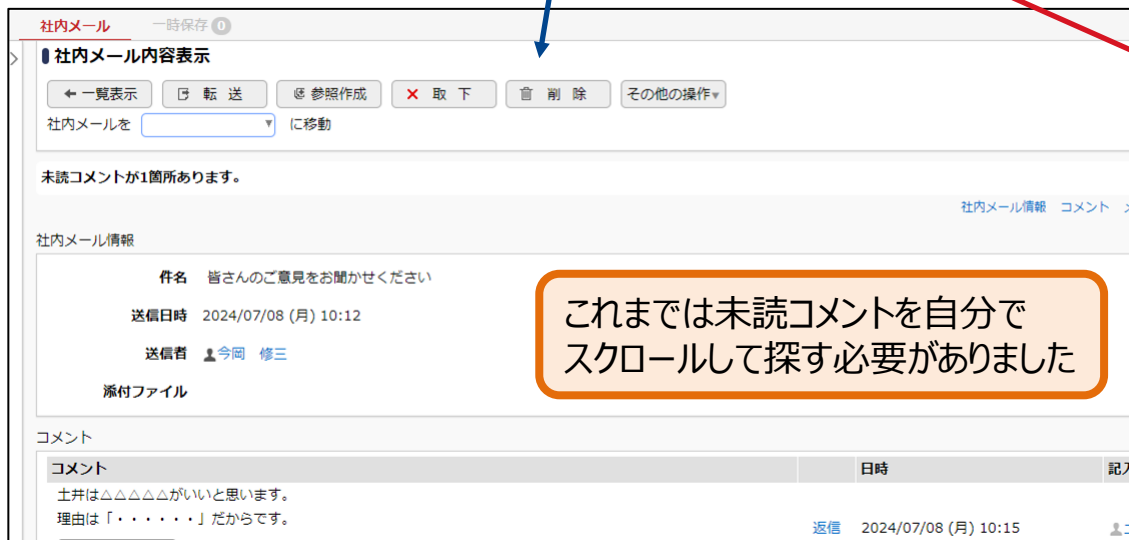 社内メール 一時保存 0
社内メール内容表示
一覧表示 転 送 参照作成 取 下 削 除 その他の操作
社内メールを に移動
未読コメントが1箇所あります。
社内メール情報 コメント
社内メール情報
件名 皆さんのご意見をお聞かせください
送信日時 2024/07/08 (月) 10:12
送信者 今岡 修三
添付ファイル
これまでは未読コメントを自分で
スクロールして探す必要がありました
コメント
コメント 日時 記入
土井は△△△△△がいいと思います。
理由は「・・・・・・」だからです。
返信 2024/07/08 (月) 10:15